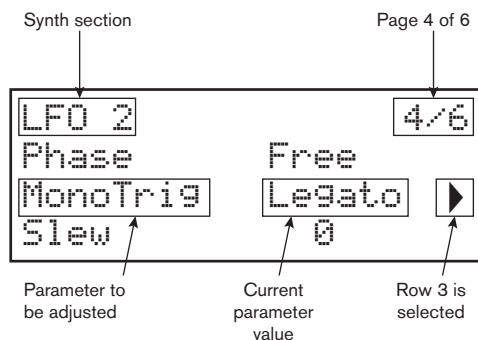 Synth section
Page 4 of 6
LFO 2 4/6
Phase Free
MonoTrig Legato
Slew 0
Parameter to
be adjusted
Current
parameter
value
Row 3 is
selected